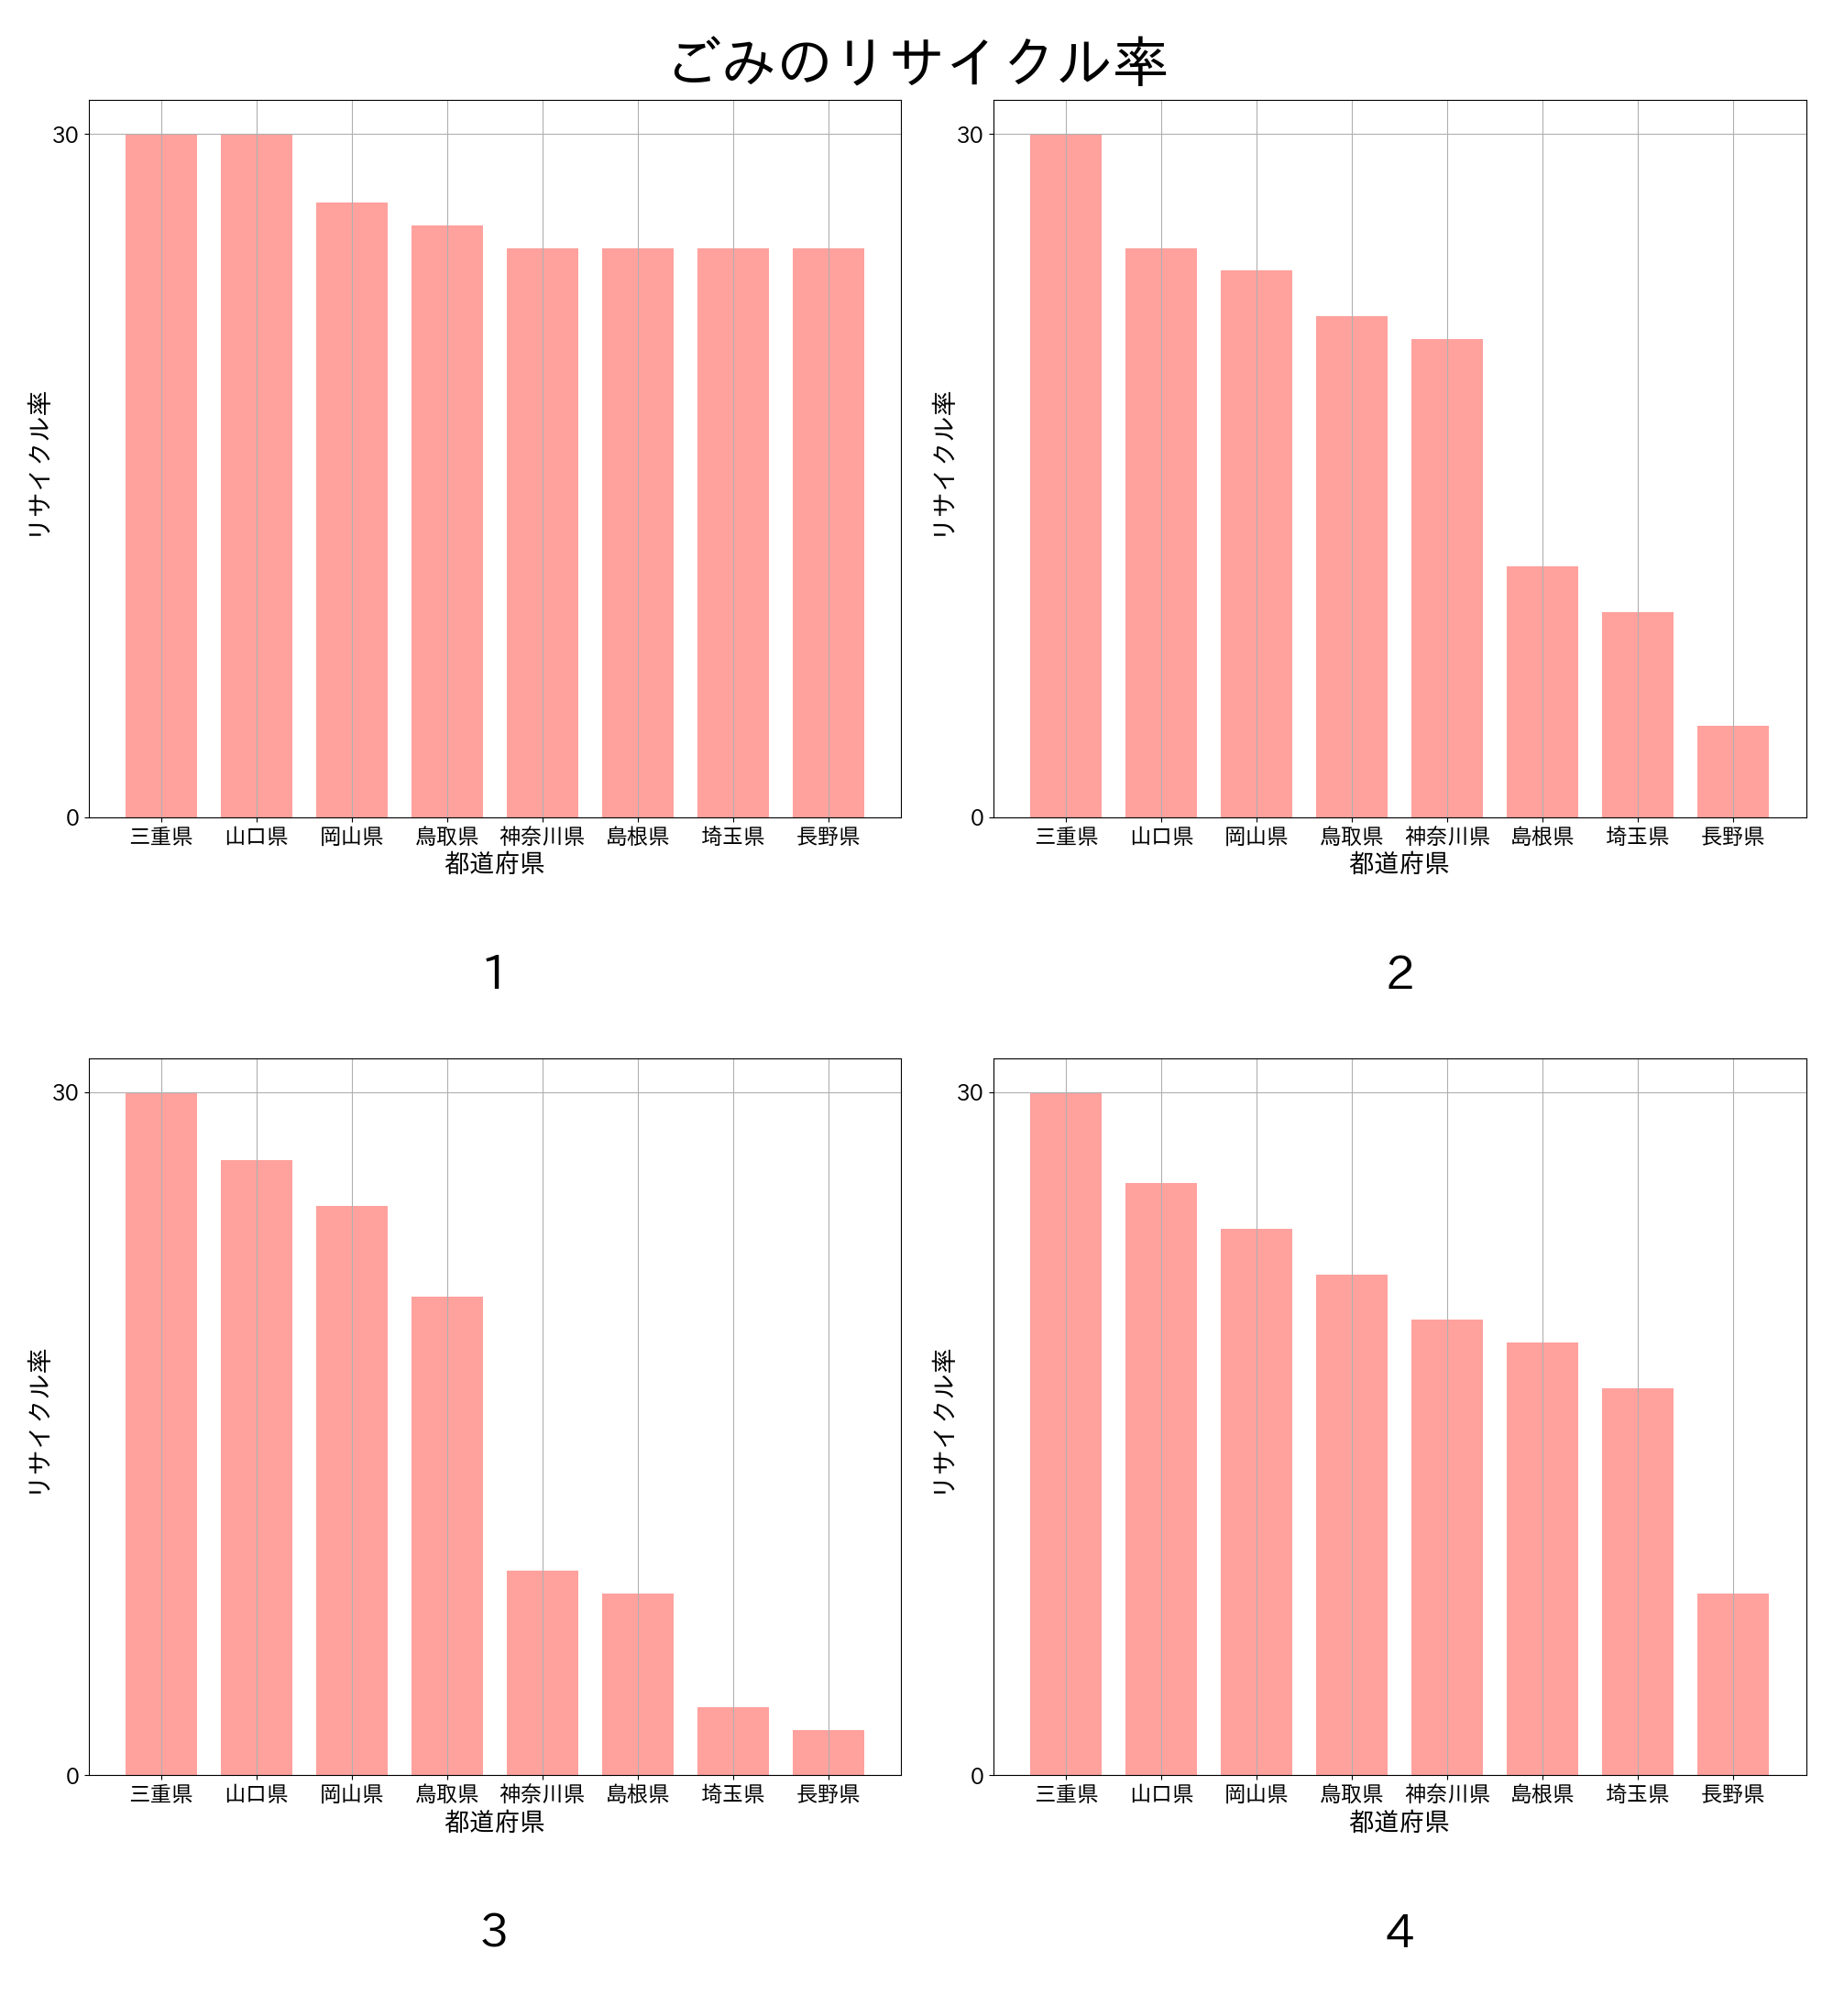 ごみのリサイクル率
30
0
リサイクル率
三重県 山口県 岡山県 鳥取県 神奈川県 島根県 埼玉県 長野県
都道府県
1
30
0
リサイクル率
三重県 山口県 岡山県 鳥取県 神奈川県 島根県 埼玉県 長野県
都道府県
2
30
0
リサイクル率
三重県 山口県 岡山県 鳥取県 神奈川県 島根県 埼玉県 長野県
都道府県
3
30
0
リサイクル率
三重県 山口県 岡山県 鳥取県 神奈川県 島根県 埼玉県 長野県
都道府県
4